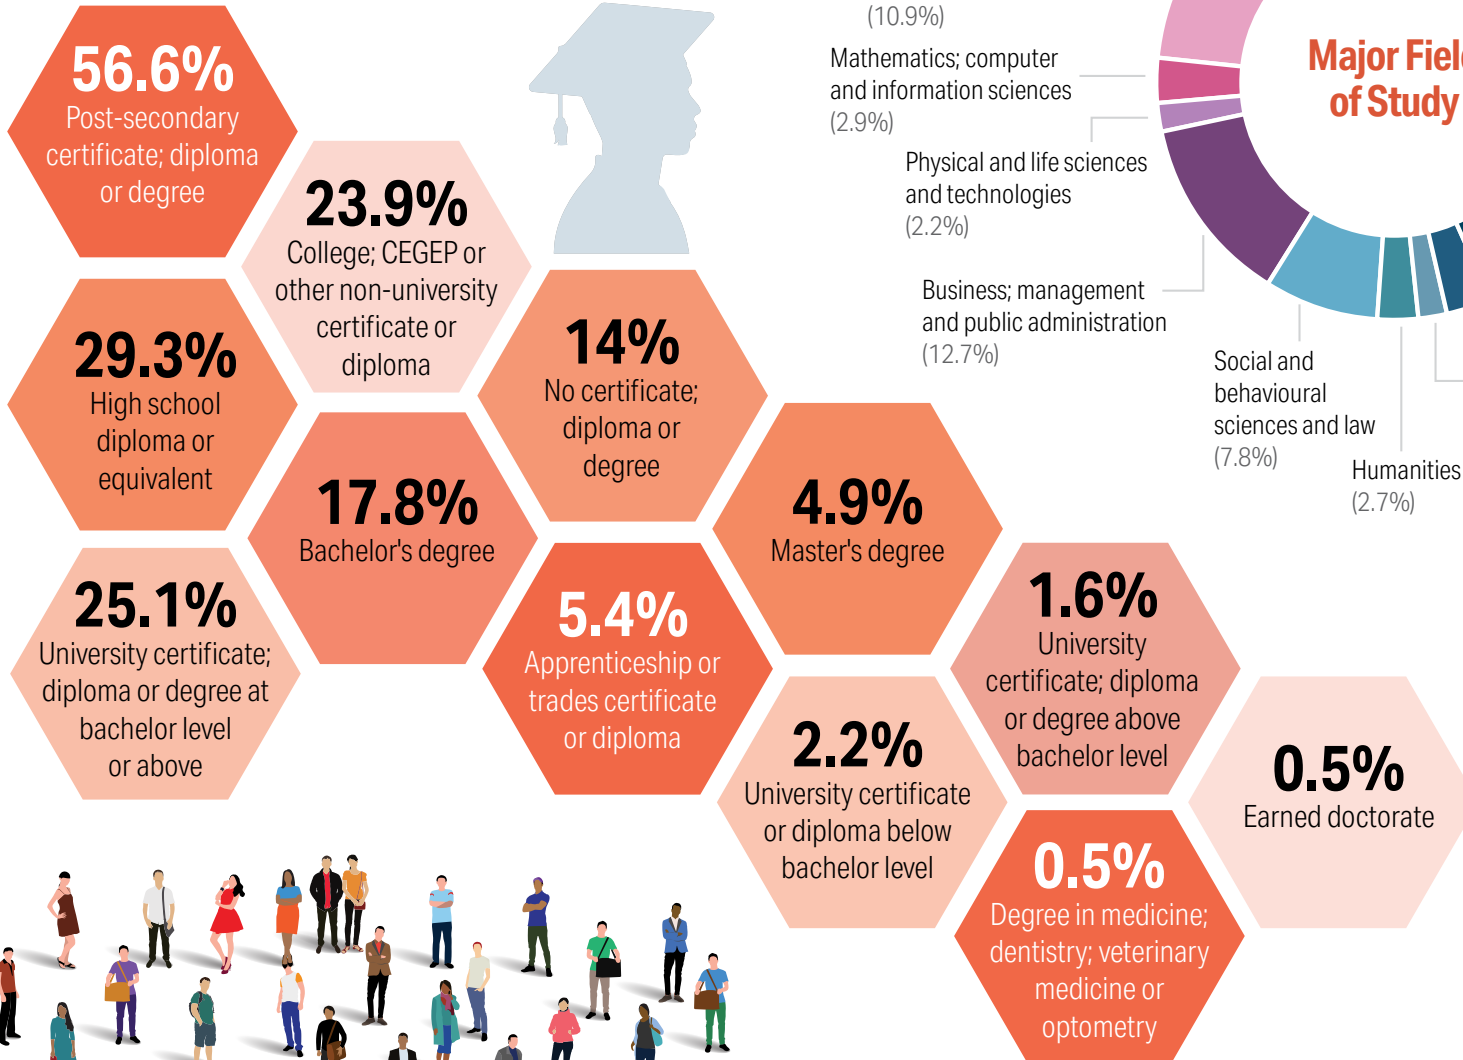 56.6%
Post-secondary
certificate; diploma
or degree
23.9%
College; CEGEP or
other non-university
certificate or
diploma
29.3%
High school
diploma or
equivalent
14%
No certificate;
diploma or
degree
17.8%
Bachelor's degree
4.9%
Master's degree
25.1%
University certificate;
diploma or degree at
bachelor level
or above
5.4%
Apprenticeship or
trades certificate
or diploma
1.6%
University
certificate; diploma
or degree above
bachelor level
2.2%
University certificate
or diploma below
bachelor level
0.5%
Earned doctorate
0.5%
Degree in medicine;
dentistry; veterinary
medicine or
optometry
(10.9%)
Mathematics; computer
and information sciences
(2.9%)
Physical and life sciences
and technologies
(2.2%)
Business; management
and public administration
(12.7%)
Social and
behavioural
sciences and law
(7.8%)
Humanities
(2.7%)
Major
of Study